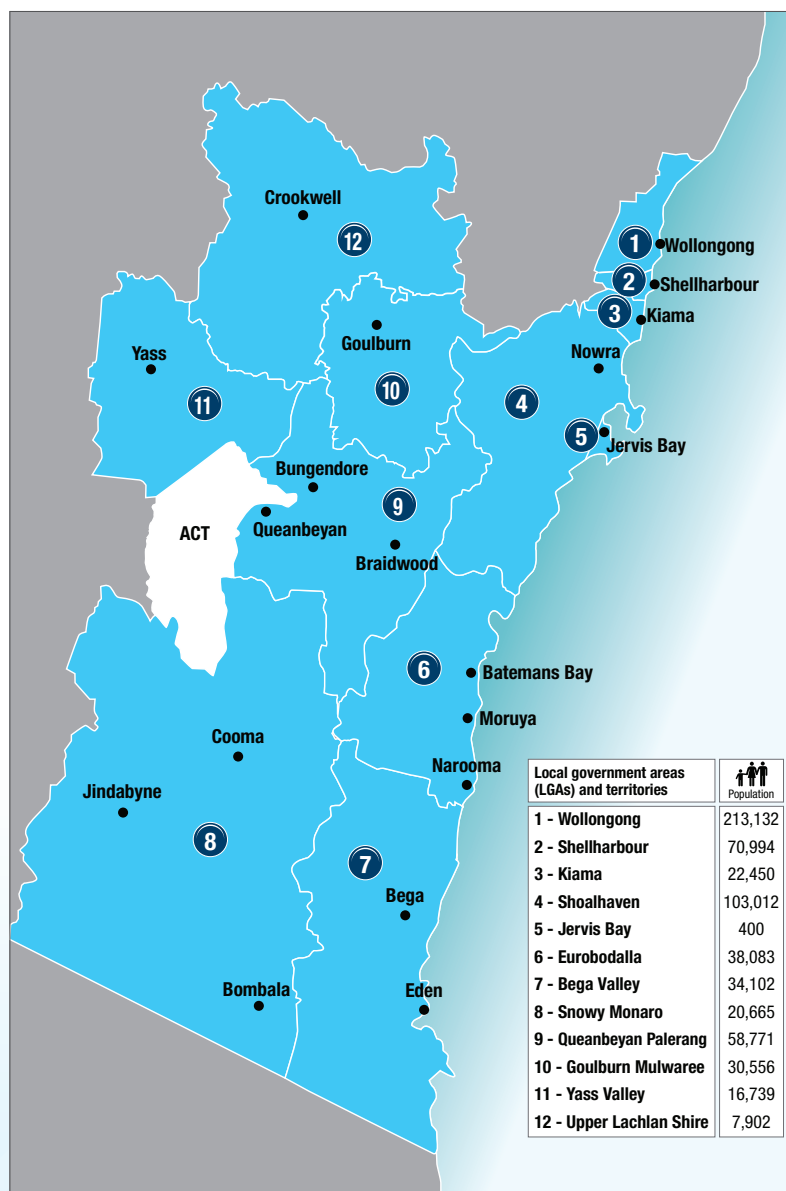 Crookwell
12
1
Wollongong
2
Shellharbour
3
Kiama
Goulburn
Yass
Nowra
11
10
4
5
Jervis Bay
Bungendore
9
ACT
Queanbeyan
Braidwood
6
Batemans Bay
Moruya
Cooma
Narooma
Jindabyne
8
7
Bega
Bombala
Eden
Local government areas
(LGAs) and territories
Population
1 - Wollongong 213,132
2 - Shellharbour 70,994
3 - Kiama 22,450
4 - Shoalhaven 103,012
5 - Jervis Bay 400
6 - Eurobodalla 38,083
7 - Bega Valley 34,102
8 - Snowy Monaro 20,665
9 - Queanbeyan Palerang 58,771
10 - Goulburn Mulwaree 30,556
11 - Yass Valley 16,739
12 - Upper Lachlan Shire 7,902